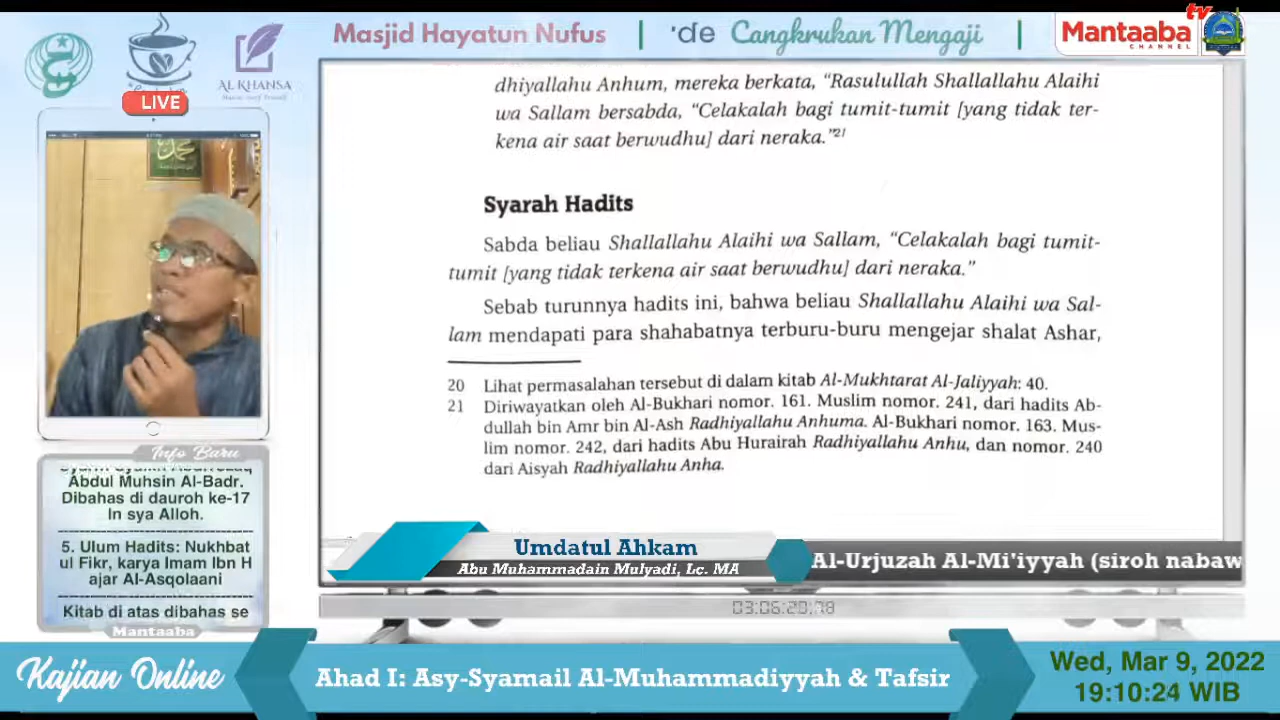 Masjid Hayatun Nufus | 'de Cangkrukan Mengaji |
Mantaaba tv
CHANNEL
AL KHANSA
LIVE
dhiyallahu Anhum, mereka berkata, “Rasulullah Shallallahu Alaihi
wa Sallam bersabda, “Celakalah bagi tumit-tumit [yang tidak ter-
kena air saat berwudhu] dari neraka.”21
Syarah Hadits
Sabda beliau Shallallahu Alaihi wa Sallam, “Celakalah bagi tumit-
tumit [yang tidak terkena air saat berwudhu] dari neraka.”
Sebab turunnya hadits ini, bahwa beliau Shallallahu Alaihi wa Sal-
lam mendapati para shahabatnya terburu-buru mengejar shalat Ashar,
20 Lihat permasalahan tersebut di dalam kitab Al-Mukhtarat Al-Jaliyyah: 40.
21 Diriwayatkan oleh Al-Bukhari nomor. 161. Muslim nomor. 241, dari hadits Ab-
dullah bin Amr bin Al-Ash Radhiyallahu Anhuma. Al-Bukhari nomor. 163. Mus-
lim nomor. 242, dari hadits Abu Hurairah Radhiyallahu Anhu, dan nomor. 240
dari Aisyah Radhiyallahu Anha.
Info Baru
Abdul Muhsin Al-Badr.
Dibahas di dauroh ke-17
In sya Alloh.
5. Ulum Hadits: Nukhbat
ul Fikr, karya Imam Ibn H
ajar Al-Asqolaani
Kitab di atas dibahas se
Mantaaba
Umdatul Ahkam
Abu Muhammadain Mulyadi, Lc. MA
Al-Urjuzah Al-Mi'iyyah (siroh nabaw
03:06:20.78
Kajian Online
Ahad I: Asy-Syamail Al-Muhammadiyyah & Tafsir
Wed, Mar 9, 2022
19:10:24 WIB